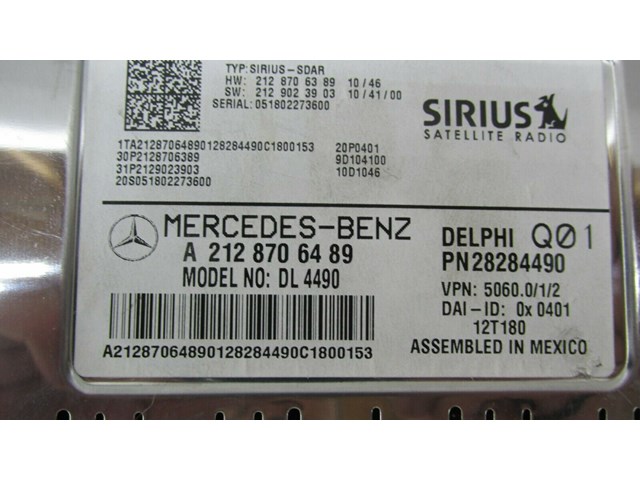 TYP: SIRIUS-SDAR
HW: 212 870 63 89 10/46
SW: 212 902 39 03 10/41/00
SERIAL: 051802273600
SIRIUS
SATELLITE RADIO
1TA21287064890128284490C1800153 20P0401
30P2128706389 9D104100
31P2129023903 10D1046
20S051802273600
MERCEDES-BENZ
A 212 870 64 89
MODEL NO: DL 4490
A21287064890128284490C1800153
DELPHI Q01
PN28284490
VPN: 5060.0/1/2
DAI-ID: 0x0401
12T180
ASSEMBLED IN MEXICO